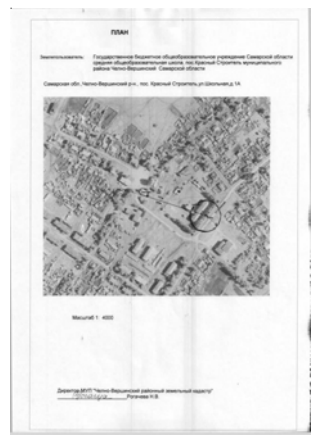 ПЛАН
Землепользователь: Государственное бюджетное общеобразовательное учреждение Самарской области
средняя общеобразовательная школа пос.Красный Строитель муниципального
района Челно-Вершинский Самарской области
Самарская обл, Челно-Вершинский р-н, пос. Красный Строитель,ул.Школьная,д.1А
Масштаб 1: 4000
Директор МУП "Челно-Вершинский районный земельный кадастр"
Рогачева Н.В